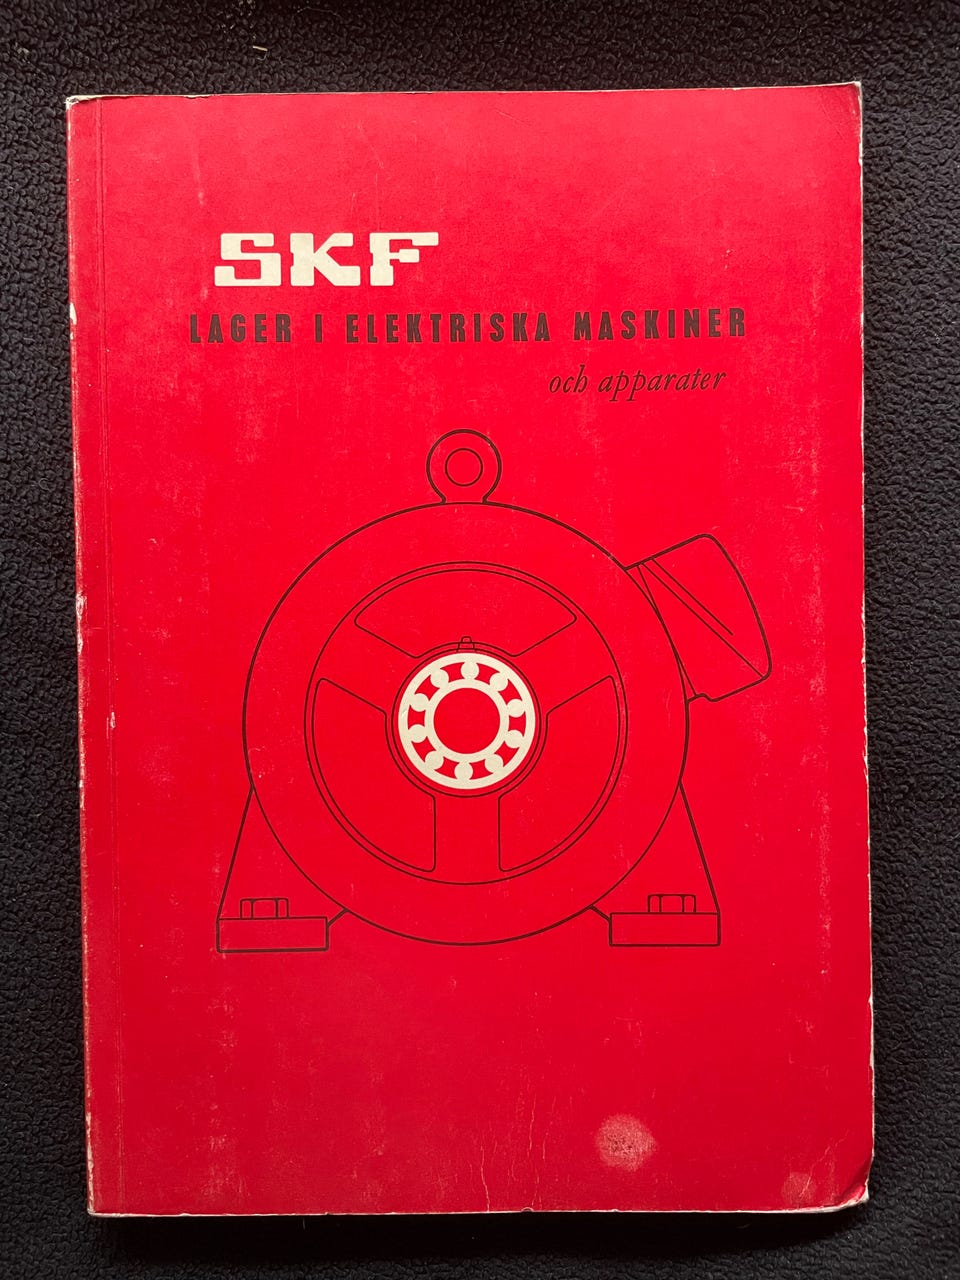 SKF
LAGER I ELEKTRISKA MASKINER
och apparater